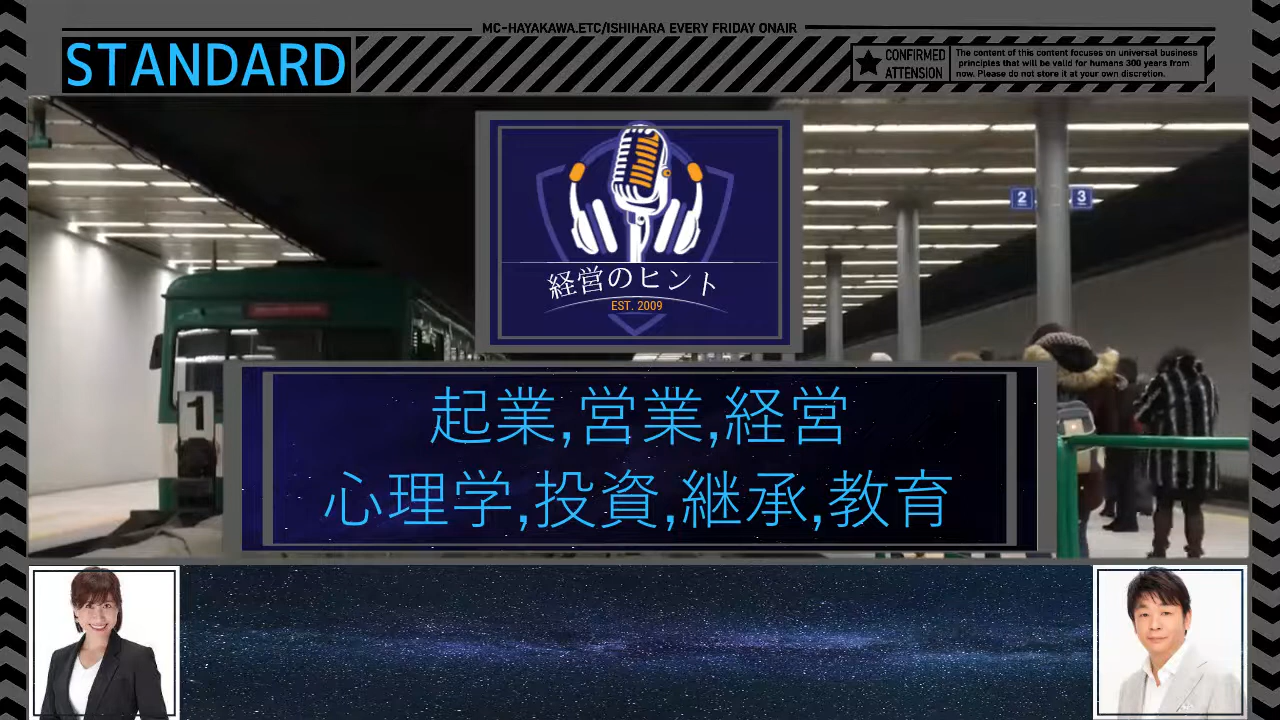 MC-HAYAKAWA.ETC/ISHIHARA EVERY FRIDAY ONAIR
STANDARD
CONFIRMED
ATTENSION
The content of this content focuses on universal business
principles that will be valid for humans 300 years from
now. Please do not store it at your own discretion.
2
3
経営のヒント
EST. 2009
1
起業,営業,経営
心理学,投資,継承,教育